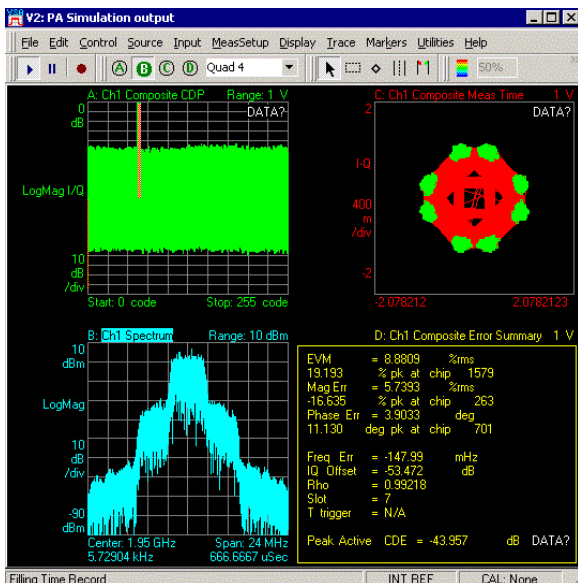 V2: PA Simulation output
File Edit Control Source Input MeasSetup Display Trace Markers Utilities Help
A B C D Quad 4 50%
A: Ch1 Composite CDP Range: 1 V
0
dB
DATA?
LogMag I/Q
10
dB
/div
Start: 0 code Stop: 255 code
C: Ch1 Composite Meas Time 1 V
2
DATA?
I-Q
400
m
/div
-2
-2.0782123 2.0782123
B: Ch1 Spectrum Range: 10 dBm
10
dBm
LogMag
10
dB
/div
-90
dBm
Center: 1.95 GHz Span: 24 MHz
5.72904 kHz 666.6667 uSec
D: Ch1 Composite Error Summary 1 V
EVM = 8.8809 %rms
19.193 % pk at chip 1579
Mag Err = 5.7393 %rms
-16.635 % pk at chip 263
Phase Err = 3.9033 deg
11.130 deg pk at chip 701
Freq Err = -147.99 mHz
IQ Offset = -53.472 dB
Rho = 0.99218
Slot = 7
T trigger = N/A
Peak Active CDE = -43.957 dB DATA?
Filling Time Record INT REF CAL: None